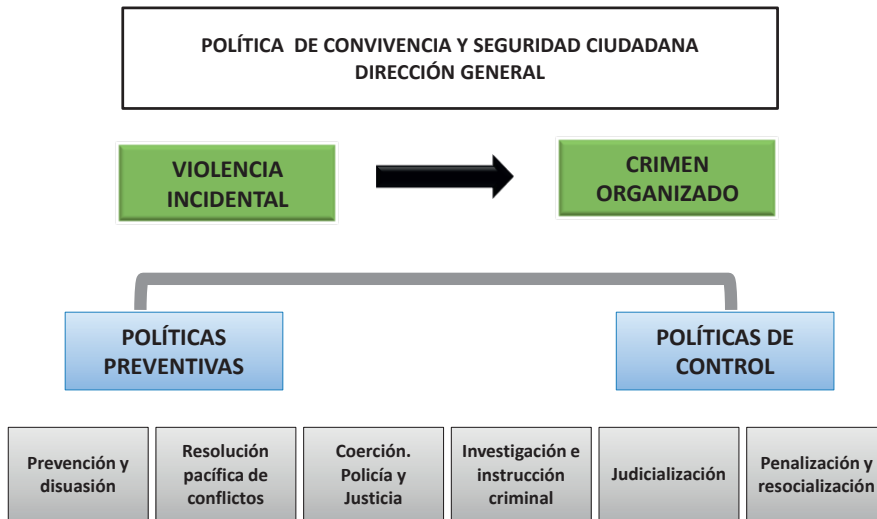 POLÍTICA DE CONVIVENCIA Y SEGURIDAD CIUDADANA
DIRECCIÓN GENERAL
VIOLENCIA
INCIDENTAL
CRIMEN
ORGANIZADO
POLÍTICAS
PREVENTIVAS
POLÍTICAS DE
CONTROL
Prevención y
disuasión
Resolución
pacífica de
conflictos
Coerción.
Policía y
Justicia
Investigación e
instrucción
criminal
Judicialización
Penalización y
resocialización